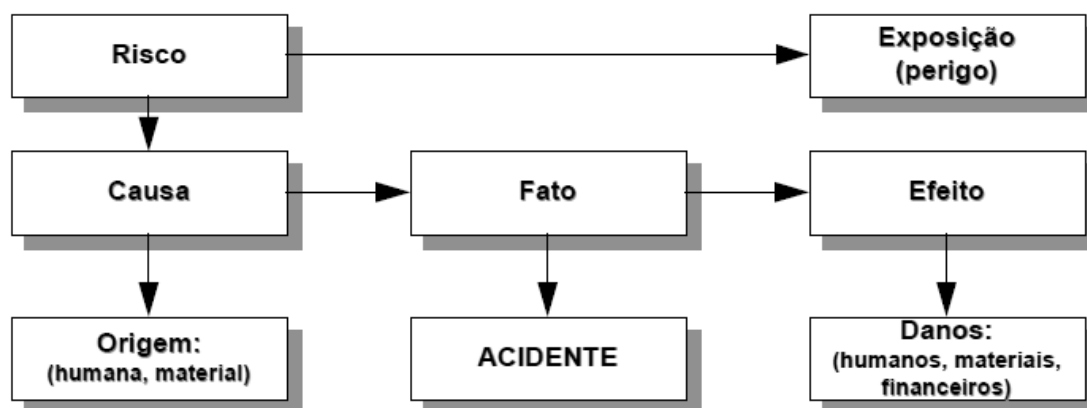 Risco
Exposição
(perigo)
Causa
Fato
Efeito
Origem:
(humana, material)
ACIDENTE
Danos:
(humanos, materiais,
financeiros)